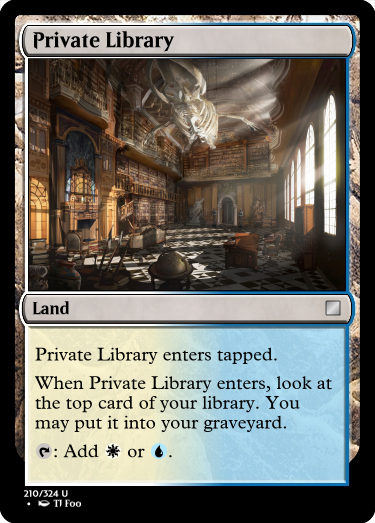 Private Library
Land
Private Library enters tapped.
When Private Library enters, look at
the top card of your library. You
may put it into your graveyard.
: Add or .
210/324 U
• TJ Foo